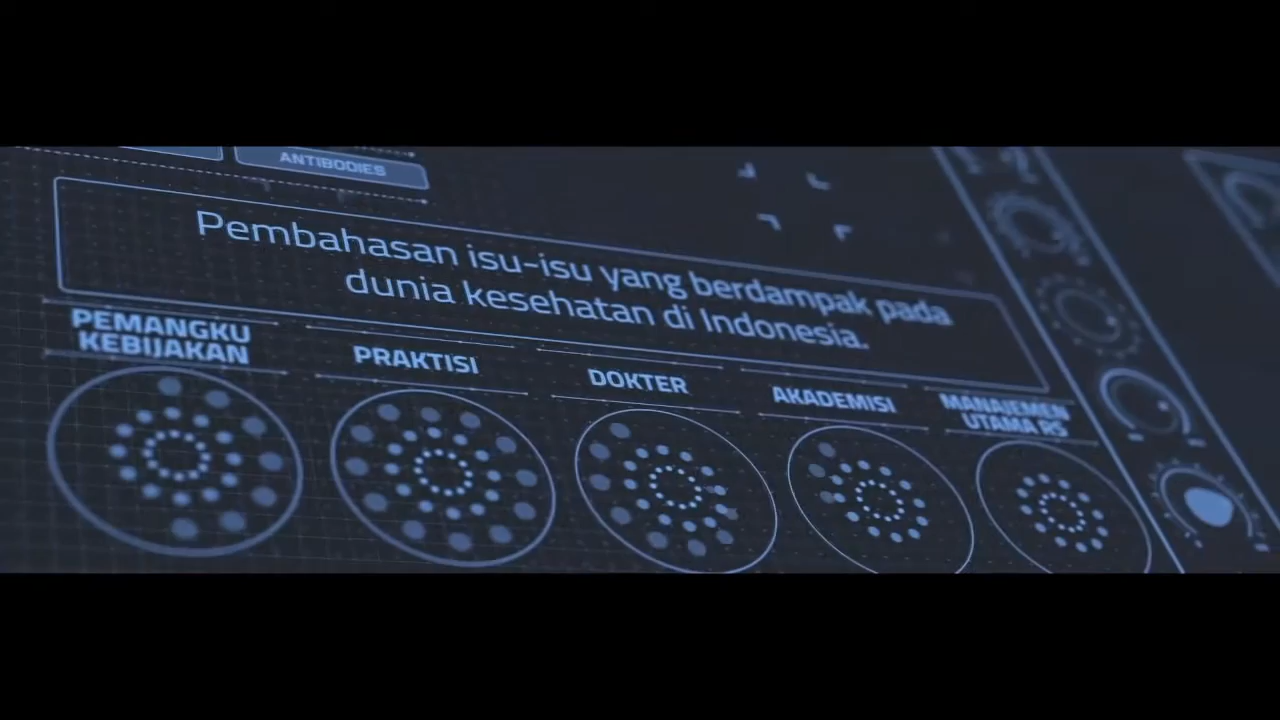 ANTIBODIES
Pembahasan isu-isu yang berdampak pada
dunia kesehatan di Indonesia.
PEMANGKU
KEBIJAKAN
PRAKTISI
DOKTER
AKADEMISI
MANAJEMEN
UTAMA RS